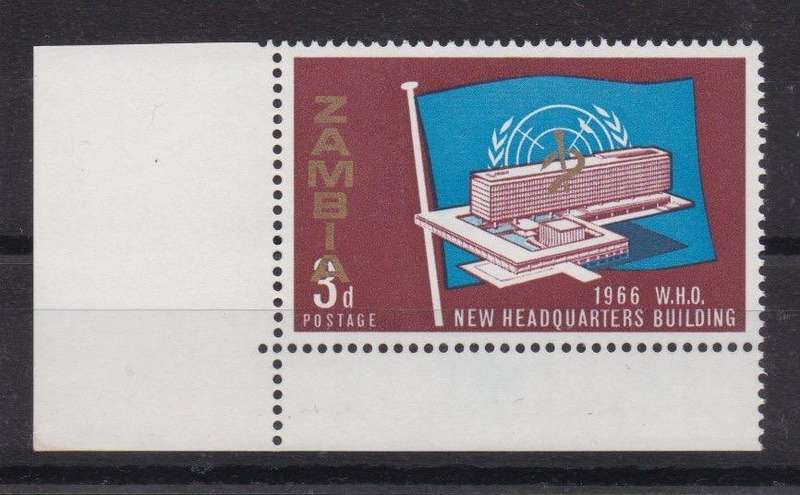 ZAMBIA
3d
POSTAGE
1966 W.H.O.
NEW HEADQUARTERS BUILDING